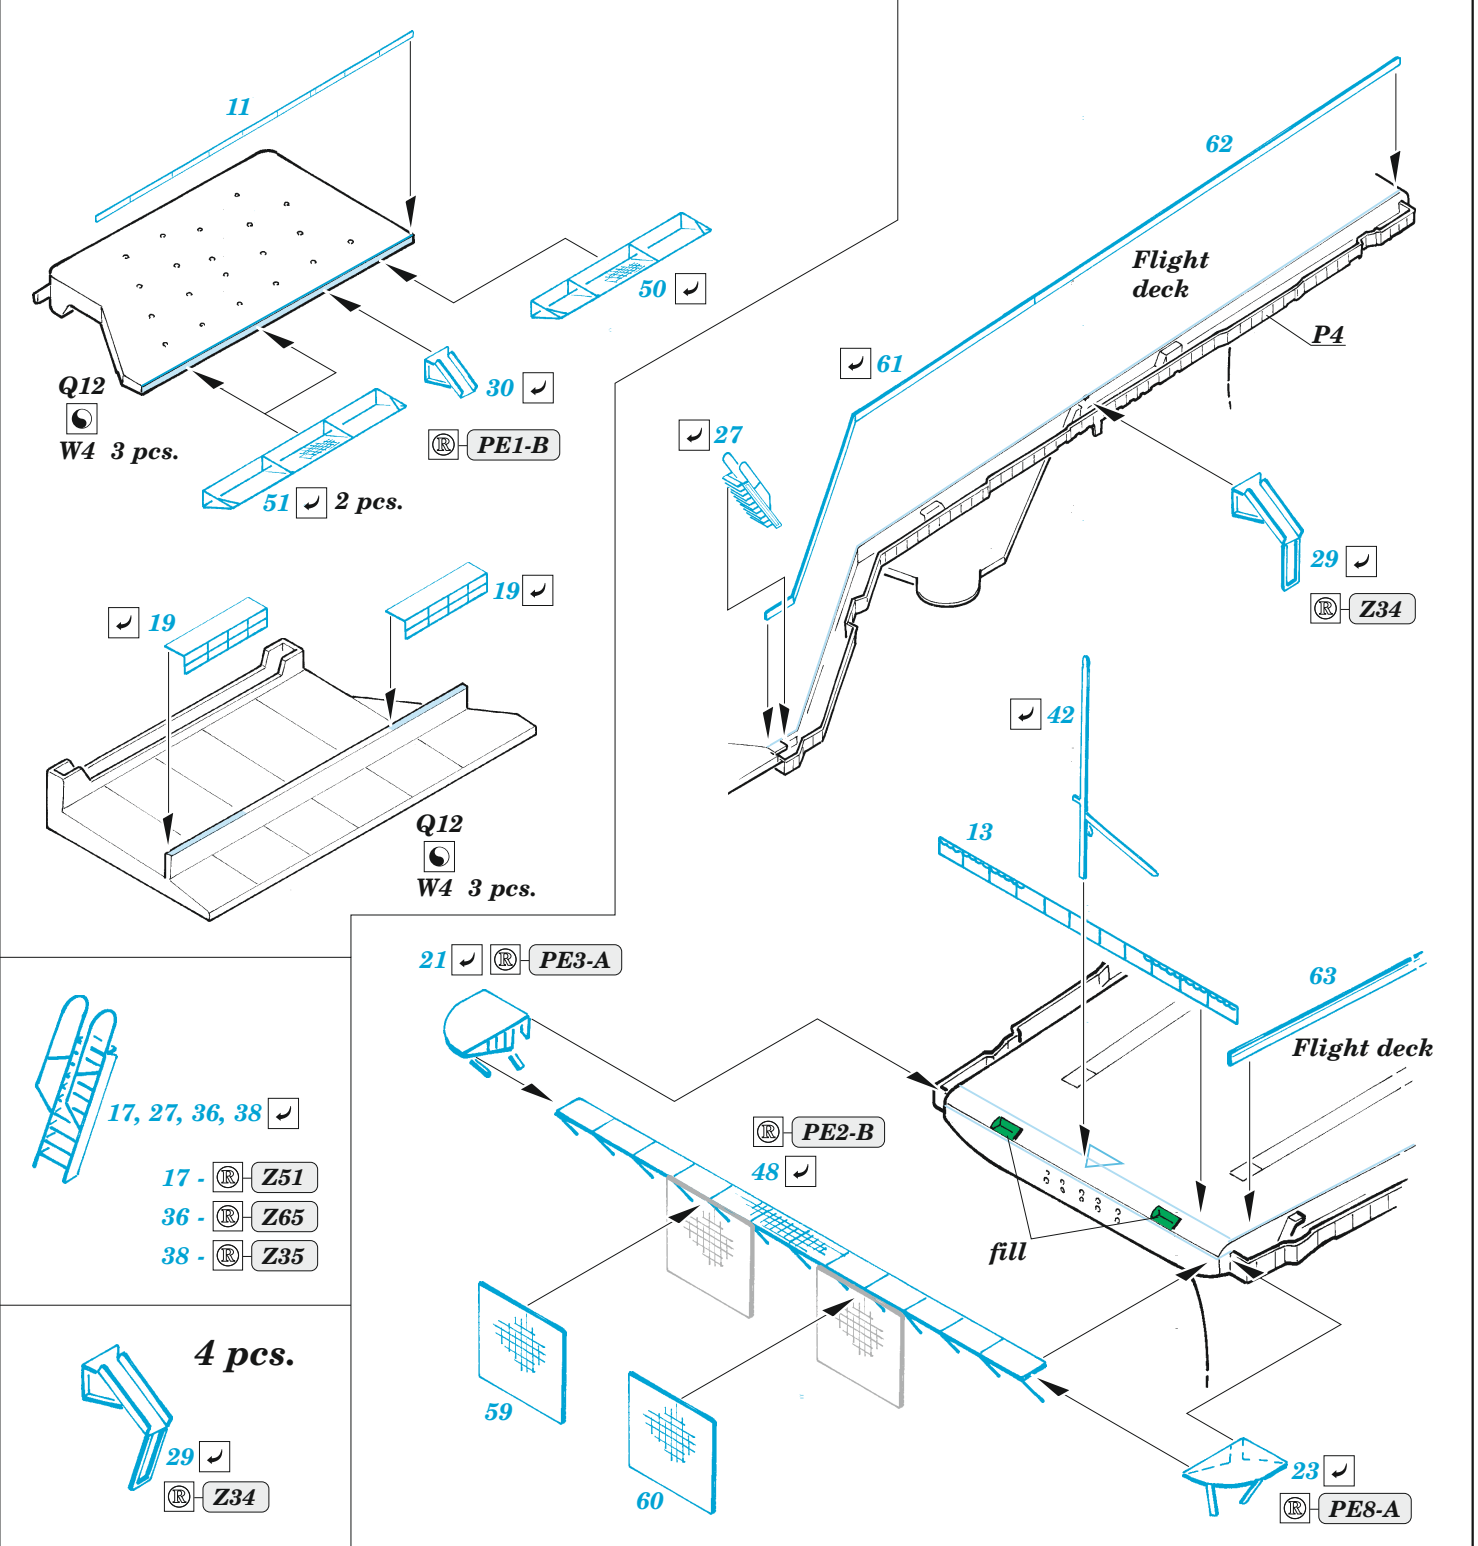 11
50
30
® PE1-B
Q12
W4 3 pcs.
51 2 pcs.
19
19
Q12
W4 3 pcs.
62
Flight
deck
P4
61
27
29
® Z34
42
13
63
Flight deck
fill
21 ® PE3-A
® PE2-B
48
59
60
23
® PE8-A
17, 27, 36, 38
17 - ® Z51
36 - ® Z65
38 - ® Z35
4 pcs.
29
® Z34